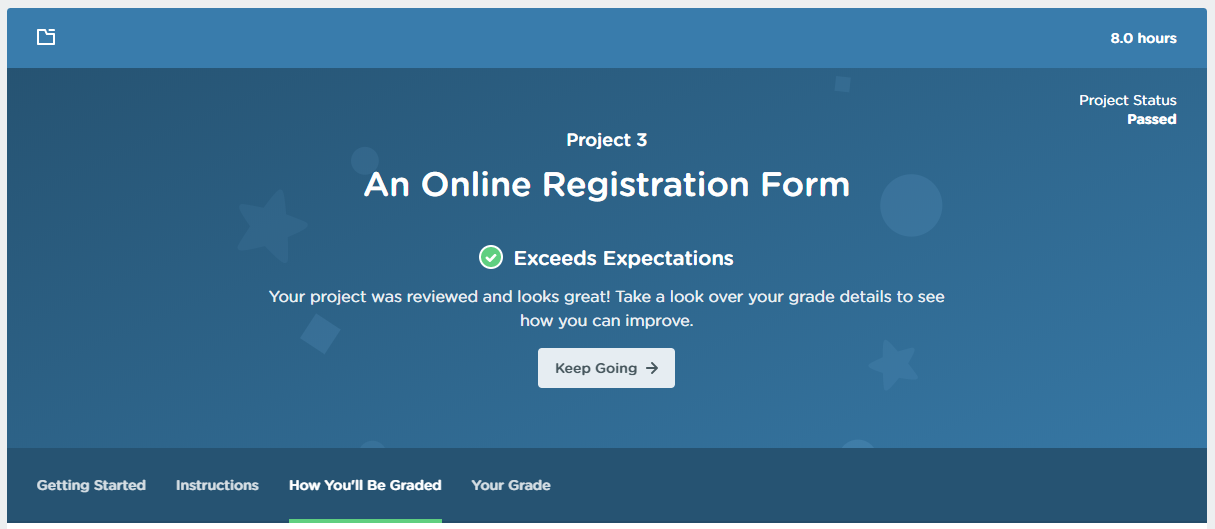 8.0 hours
Project Status
Passed
Project 3
An Online Registration Form
Exceeds Expectations
Your project was reviewed and looks great! Take a look over your grade details to see
how you can improve.
Keep Going
Getting Started Instructions How You'll Be Graded Your Grade